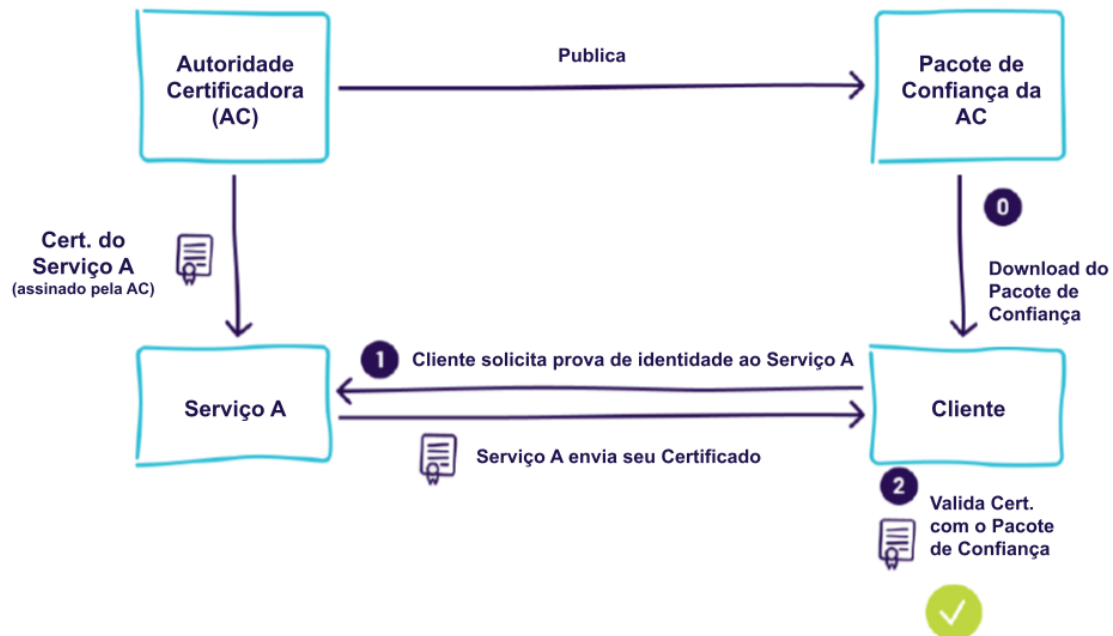 Autoridade
Certificadora
(AC)
Publica
Pacote de
Confiança da
AC
0
Cert. do
Serviço A
(assinado pela AC)
Download do
Pacote de
Confiança
1
Cliente solicita prova de identidade ao Serviço A
Serviço A
Cliente
Serviço A envia seu Certificado
2
Valida Cert.
com o Pacote
de Confiança